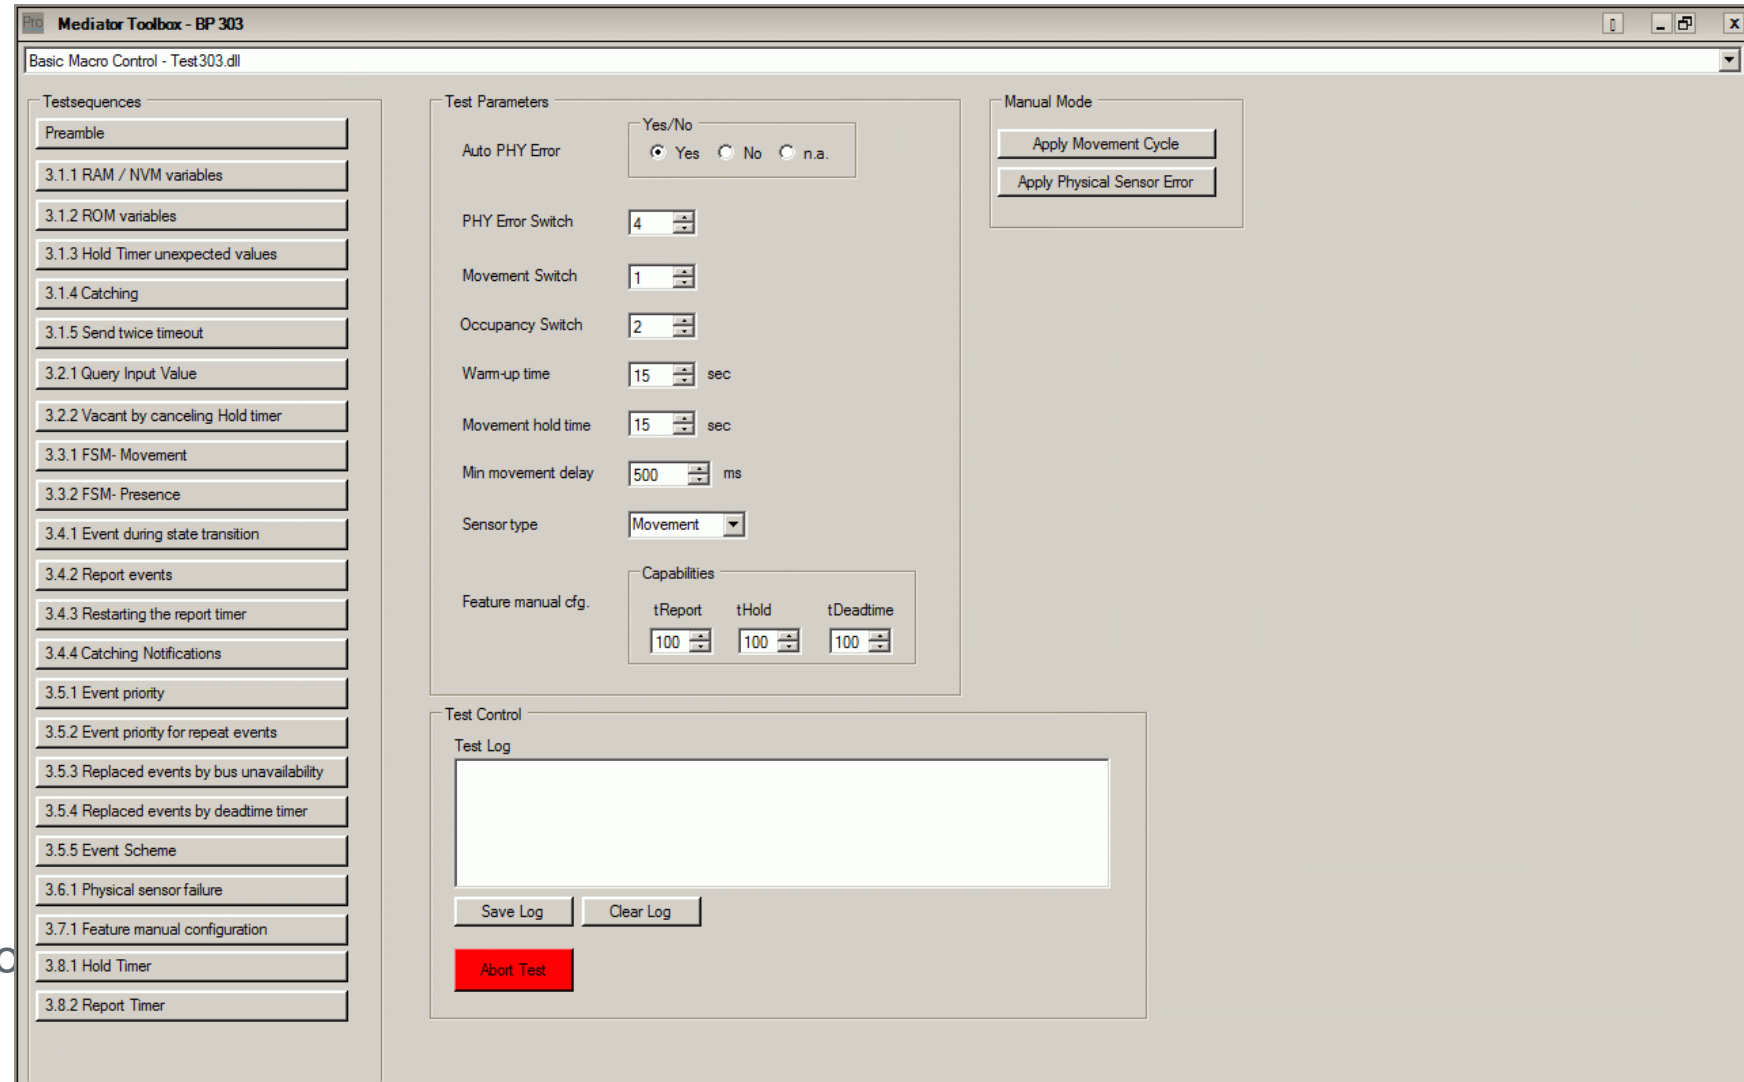 Pro Mediator Toolbox - BP 303
Basic Macro Control - Test303.dll
Testsequences
Preamble
3.1.1 RAM / NVM variables
3.1.2 ROM variables
3.1.3 Hold Timer unexpected values
3.1.4 Catching
3.1.5 Send twice timeout
3.2.1 Query Input Value
3.2.2 Vacant by canceling Hold timer
3.3.1 FSM- Movement
3.3.2 FSM- Presence
3.4.1 Event during state transition
3.4.2 Report events
3.4.3 Restarting the report timer
3.4.4 Catching Notifications
3.5.1 Event priority
3.5.2 Event priority for repeat events
3.5.3 Replaced events by bus unavailability
3.5.4 Replaced events by deadtime timer
3.5.5 Event Scheme
3.6.1 Physical sensor failure
3.7.1 Feature manual configuration
3.8.1 Hold Timer
3.8.2 Report Timer
Test Parameters
Yes/No
Auto PHY Error Yes No n.a.
PHY Error Switch 4
Movement Switch 1
Occupancy Switch 2
Warm-up time 15 sec
Movement hold time 15 sec
Min movement delay 500 ms
Sensor type Movement
Capabilities
Feature manual cfg. tReport tHold tDeadtime
100 100 100
Manual Mode
Apply Movement Cycle
Apply Physical Sensor Error
Test Control
Test Log
Save Log Clear Log
Abort Test